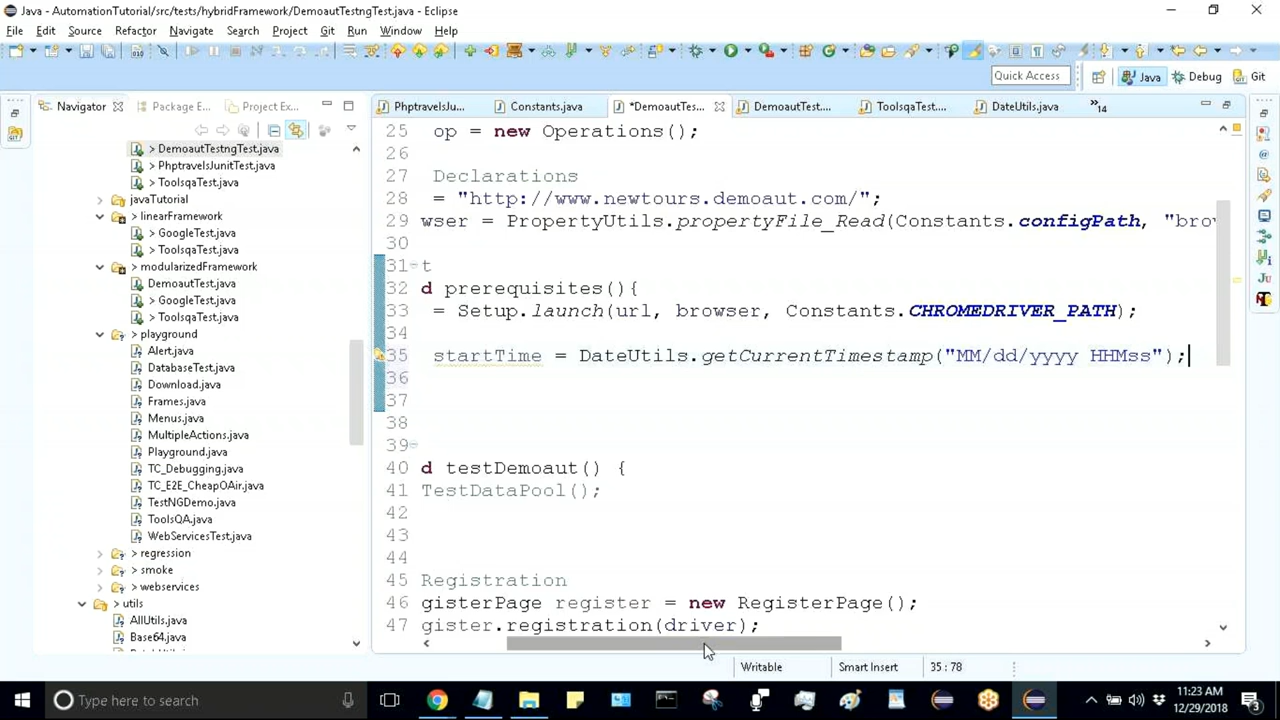 Java - AutomationTutorial/src/tests/hybridFramework/DemoautTestngTest.java - Eclipse
File Edit Source Refactor Navigate Search Project Git Run Window Help
Quick Access
Java
Debug
Git
Navigator
Package E...
Project Ex...
PhptravelsJu...
Constants.java
*DemoautTes...
DemoautTest....
ToolsqaTest....
DateUtils.java
»14
> DemoautTestngTest.java
> PhptravelsJunitTest.java
> ToolsqaTest.java
javaTutorial
> linearFramework
> GoogleTest.java
> ToolsqaTest.java
> modularizedFramework
DemoautTest.java
> GoogleTest.java
> ToolsqaTest.java
> playground
Alert.java
DatabaseTest.java
Download.java
Frames.java
Menus.java
MultipleActions.java
Playground.java
TC_Debugging.java
TC_E2E_CheapOAir.java
TestNGDemo.java
ToolsQA.java
WebServicesTest.java
> regression
> smoke
> webservices
> utils
AllUtils.java
Base64.java
25 op = new Operations();
26
27 Declarations
28 = "http://www.newtours.demoaut.com/";
29 wser = PropertyUtils.propertyFile_Read(Constants.configPath, "brow
30
31 t
32 d prerequisites(){
33 = Setup.launch(url, browser, Constants.CHROMEDRIVER_PATH);
34
35 startTime = DateUtils.getCurrentTimestamp("MM/dd/yyyy HHMss");
36
37
38
39
40 d testDemoaut() {
41 TestDataPool();
42
43
44
45 Registration
46 gisterPage register = new RegisterPage();
47 gister.registration(driver);
Writable
Smart Insert
35 : 78
Type here to search
11:23 AM
12/29/2018
3